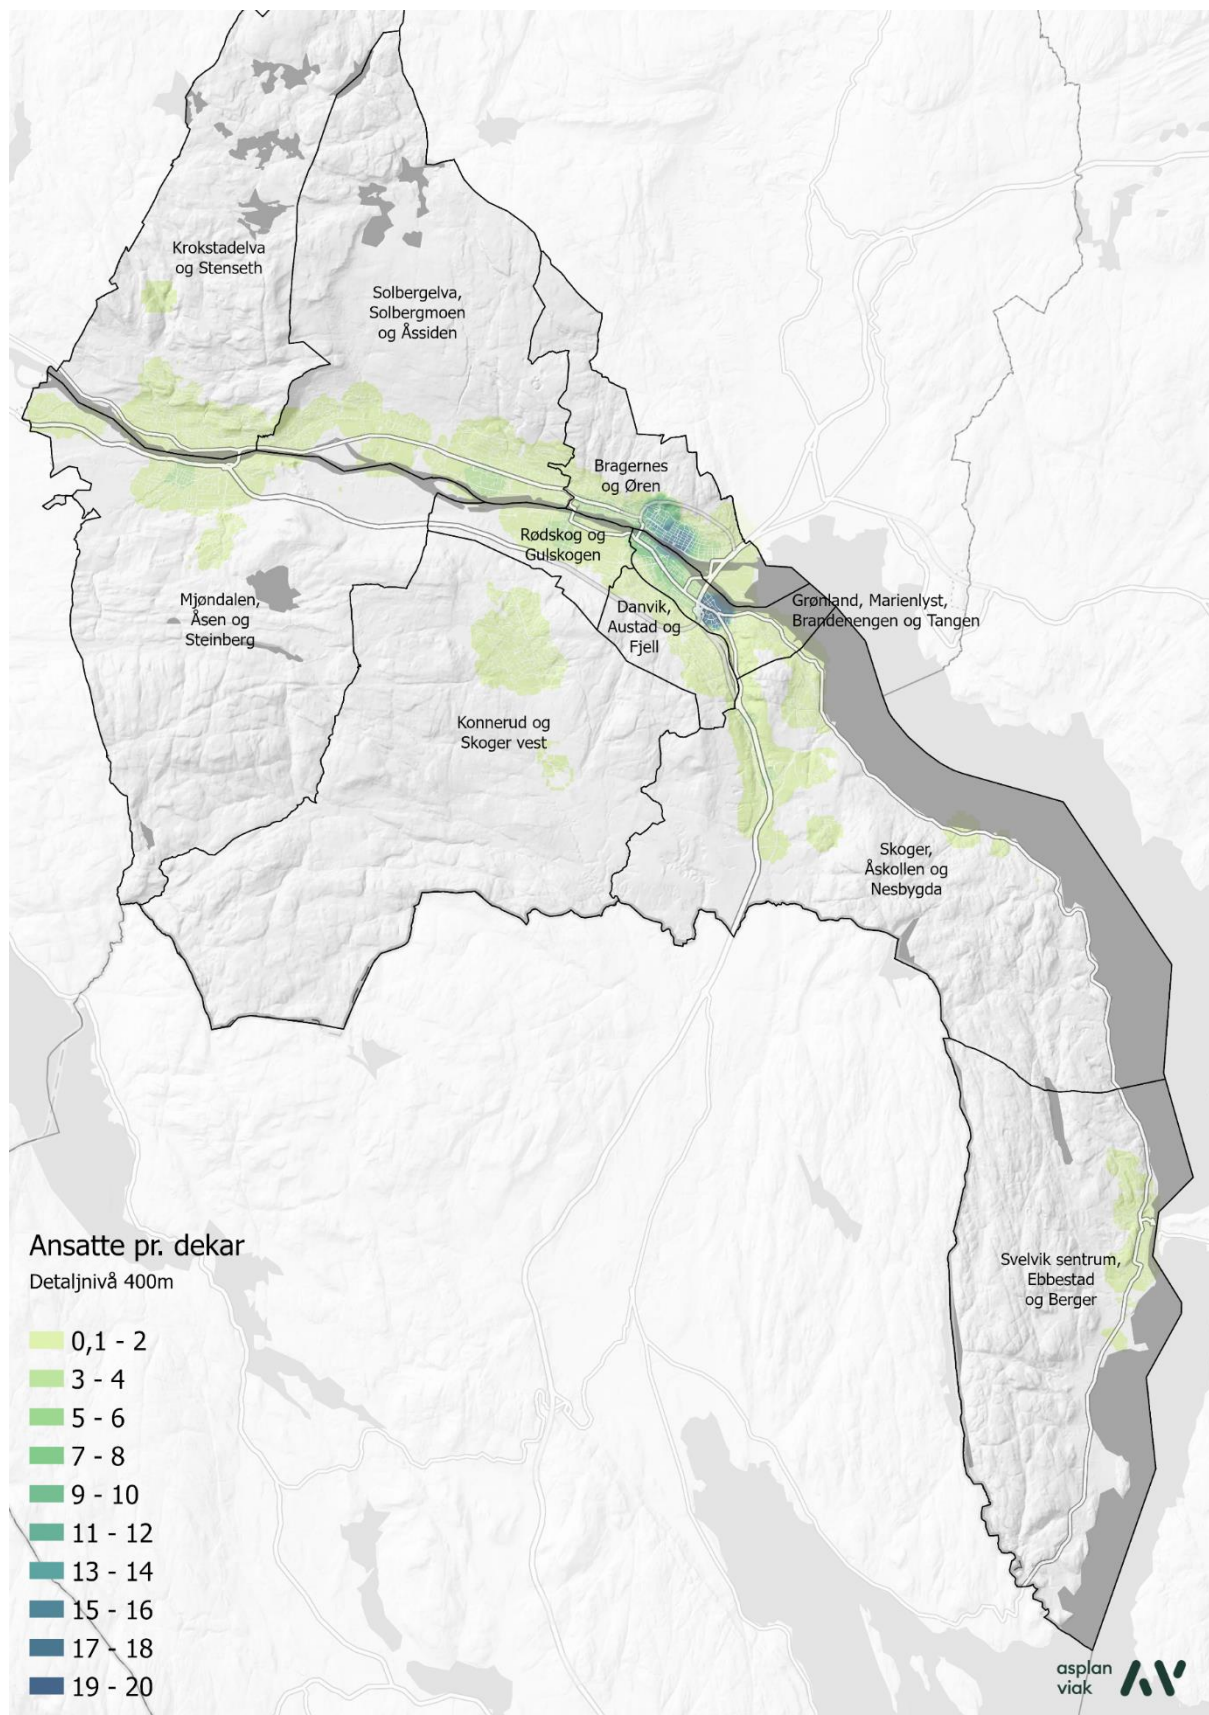 Krokstadelva
og Stenseth
Solbergelva,
Solbergmoen
og Åssiden
Bragernes
og Øren
Rødskog og
Gulskogen
Mjøndalen,
Åsen og
Steinberg
Danvik,
Austad og
Fjell
Grønland, Marienlyst,
Brandenengen og Tangen
Konnerud og
Skoger vest
Skoger,
Åskollen og
Nesbygda
Svelvik sentrum,
Ebbestad
og Berger
Ansatte pr. dekar
Detaljnivå 400m
0,1 - 2
3 - 4
5 - 6
7 - 8
9 - 10
11 - 12
13 - 14
15 - 16
17 - 18
19 - 20
asplan
viak